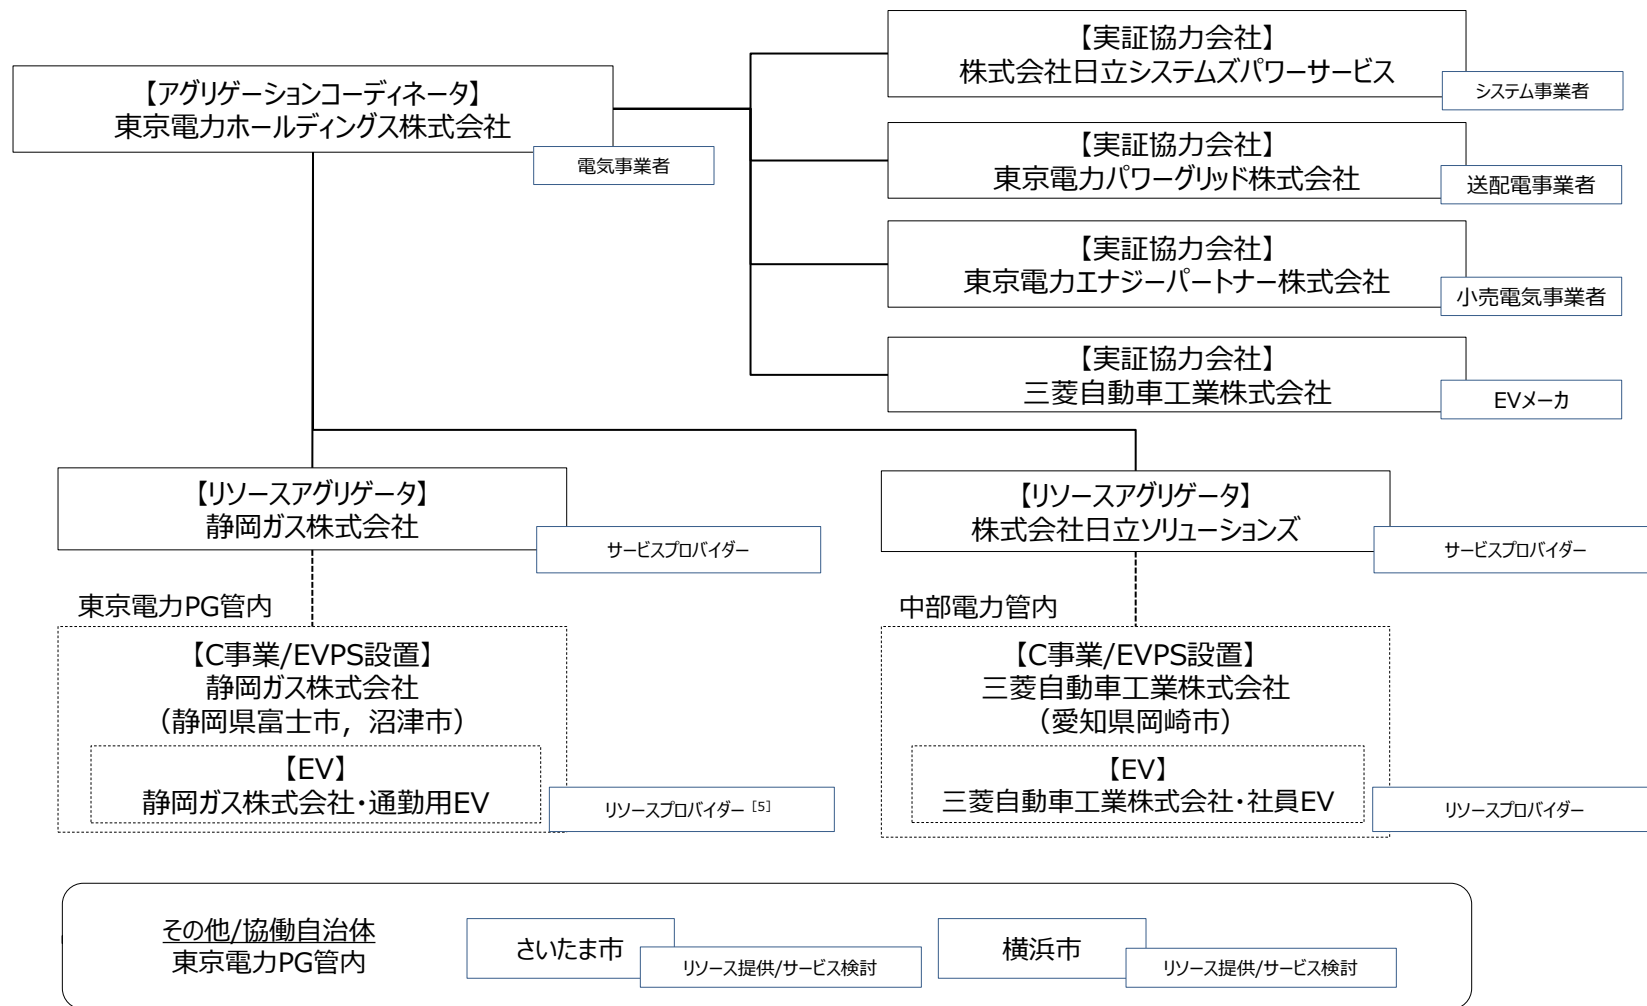 【アグリゲーションコーディネータ】
東京電力ホールディングス株式会社
電気事業者
【実証協力会社】
株式会社日立システムズパワーサービス
システム事業者
【実証協力会社】
東京電力パワーグリッド株式会社
送配電事業者
【実証協力会社】
東京電力エナジーパートナー株式会社
小売電気事業者
【実証協力会社】
三菱自動車工業株式会社
EVメーカ
【リソースアグリゲータ】
静岡ガス株式会社
サービスプロバイダー
【リソースアグリゲータ】
株式会社日立ソリューションズ
サービスプロバイダー
東京電力PG管内
【C事業/EVPS設置】
静岡ガス株式会社
（静岡県富士市，沼津市）
【EV】
静岡ガス株式会社・通勤用EV
リソースプロバイダー [5]
中部電力管内
【C事業/EVPS設置】
三菱自動車工業株式会社
（愛知県岡崎市）
【EV】
三菱自動車工業株式会社・社員EV
リソースプロバイダー
その他/協働自治体
東京電力PG管内
さいたま市
リソース提供/サービス検討
横浜市
リソース提供/サービス検討